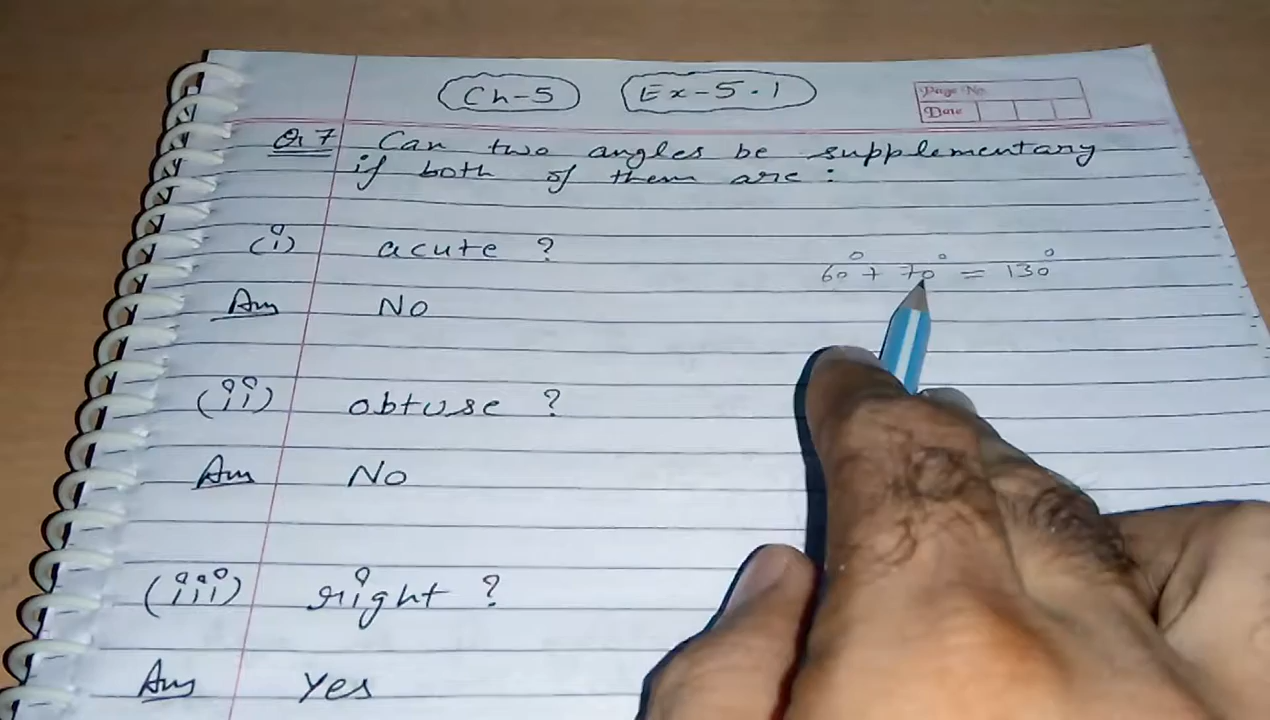 Ch-5 Ex-5.1
Page No.
Date
Q 7 Can two angles be supplementary
if both of them are:
(i) acute ?
60° + 70° = 130°
Ans No
(ii) obtuse ?
Ans No
(iii) right ?
Ans Yes